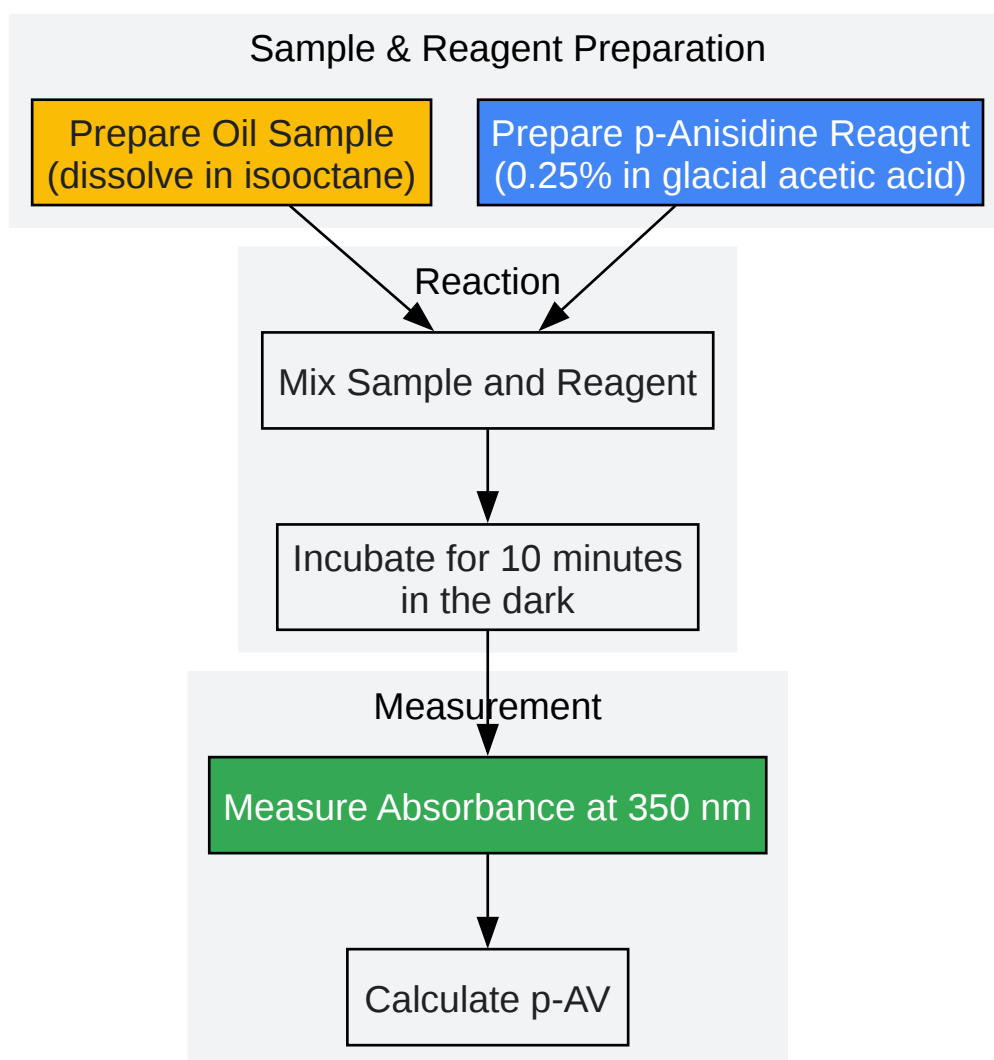 Sample & Reagent Preparation
Prepare Oil Sample
(dissolve in isooctane)
Prepare p-Anisidine Reagent
(0.25% in glacial acetic acid)
Reaction
Mix Sample and Reagent
Incubate for 10 minutes
in the dark
Measurement
Measure Absorbance at 350 nm
Calculate p-AV